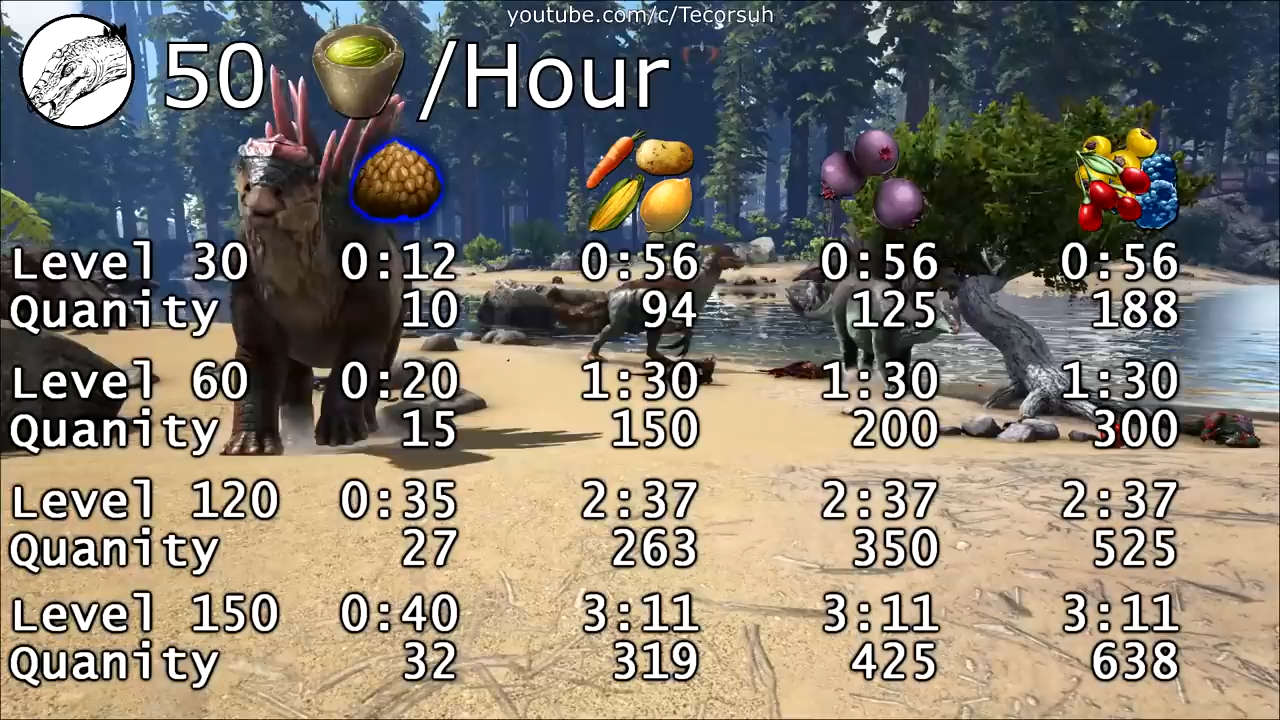 youtube.com/c/Tecorsuh
50 /Hour
Level 30 0:12 0:56 0:56 0:56
Quanity 10 94 125 188
Level 60 0:20 1:30 1:30 1:30
Quanity 15 150 200 300
Level 120 0:35 2:37 2:37 2:37
Quanity 27 263 350 525
Level 150 0:40 3:11 3:11 3:11
Quanity 32 319 425 638